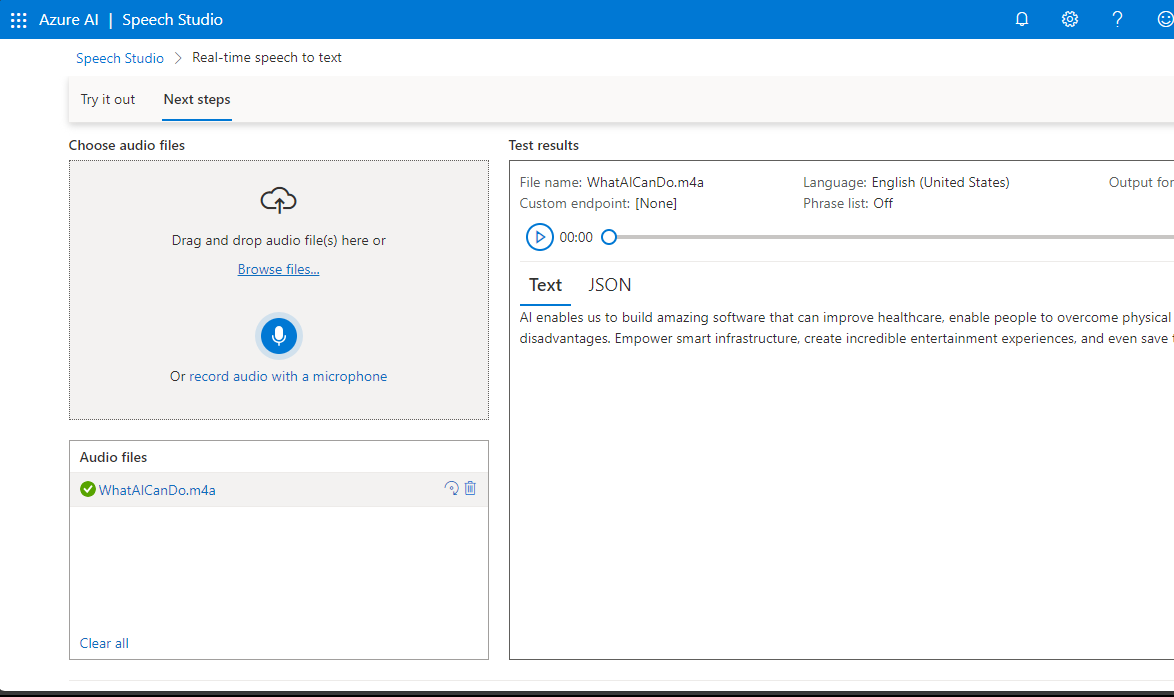 Azure AI | Speech Studio
Speech Studio > Real-time speech to text
Try it out Next steps
Choose audio files
Drag and drop audio file(s) here or
Browse files...
Or record audio with a microphone
Audio files
WhatAICanDo.m4a
Clear all
Test results
File name: WhatAICanDo.m4a Language: English (United States) Output for
Custom endpoint: [None] Phrase list: Off
00:00
Text JSON
AI enables us to build amazing software that can improve healthcare, enable people to overcome physical
disadvantages. Empower smart infrastructure, create incredible entertainment experiences, and even save